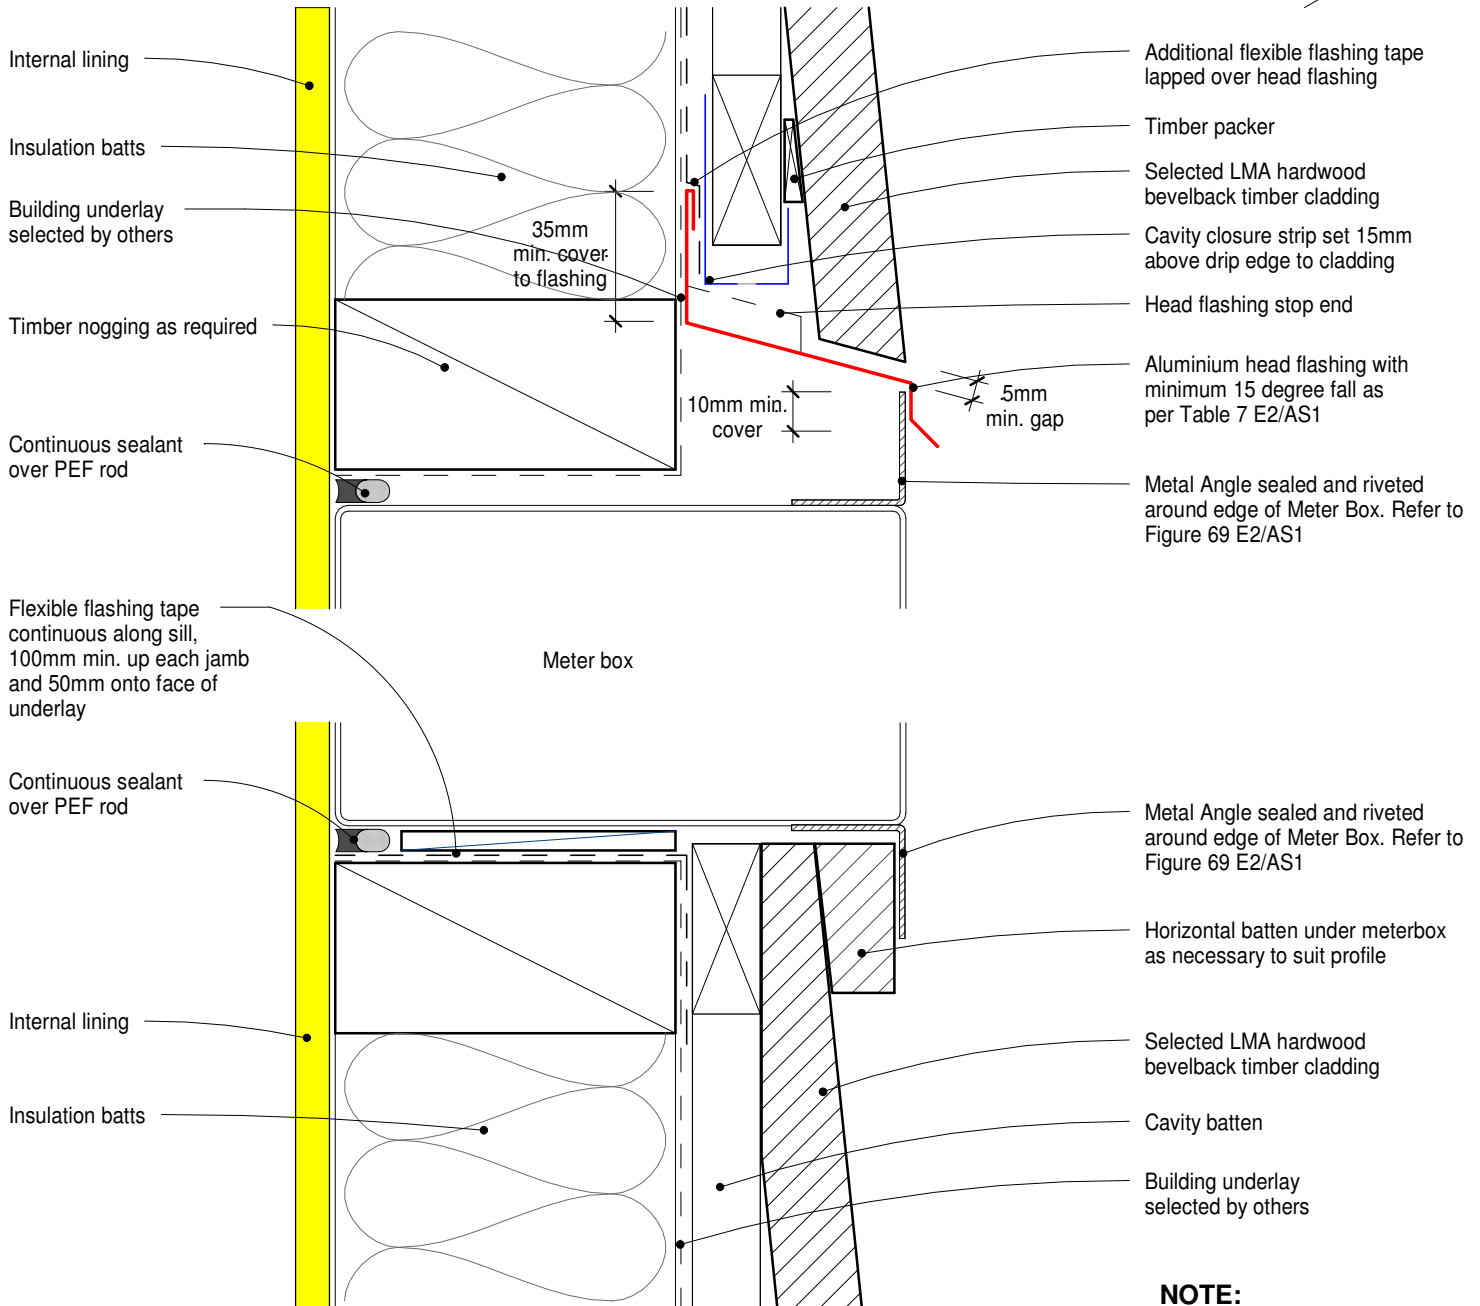 Internal lining
Insulation batts
Building underlay
selected by others
Timber nogging as required
Continuous sealant
over PEF rod
Flexible flashing tape
continuous along sill,
100mm min. up each jamb
and 50mm onto face of
underlay
Continuous sealant
over PEF rod
Internal lining
Insulation batts
35mm
min. cover
to flashing
10mm min.
cover
5mm
min. gap
Meter box
Additional flexible flashing tape
lapped over head flashing
Timber packer
Selected LMA hardwood
bevelback timber cladding
Cavity closure strip set 15mm
above drip edge to cladding
Head flashing stop end
Aluminium head flashing with
minimum 15 degree fall as
per Table 7 E2/AS1
Metal Angle sealed and riveted
around edge of Meter Box. Refer to
Figure 69 E2/AS1
Metal Angle sealed and riveted
around edge of Meter Box. Refer to
Figure 69 E2/AS1
Horizontal batten under meterbox
as necessary to suit profile
Selected LMA hardwood
bevelback timber cladding
Cavity batten
Building underlay
selected by others
NOTE: